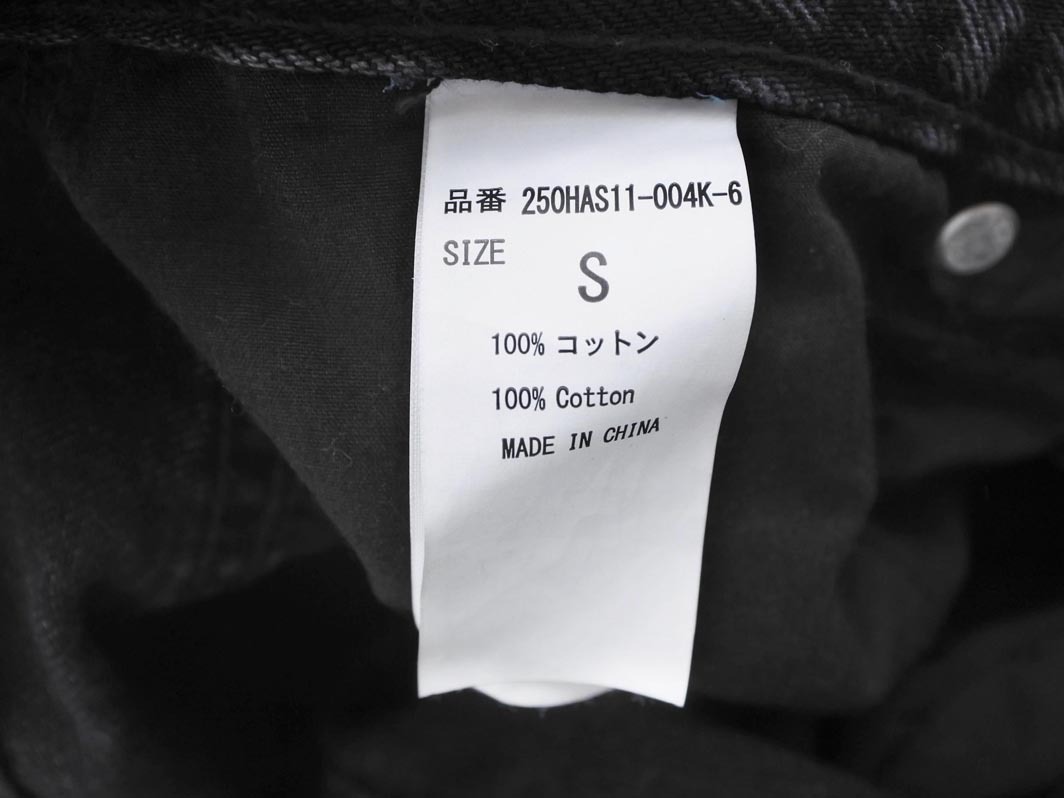 品番 250HAS11-004K-6
SIZE
S
100% コットン
100% Cotton
MADE IN CHINA